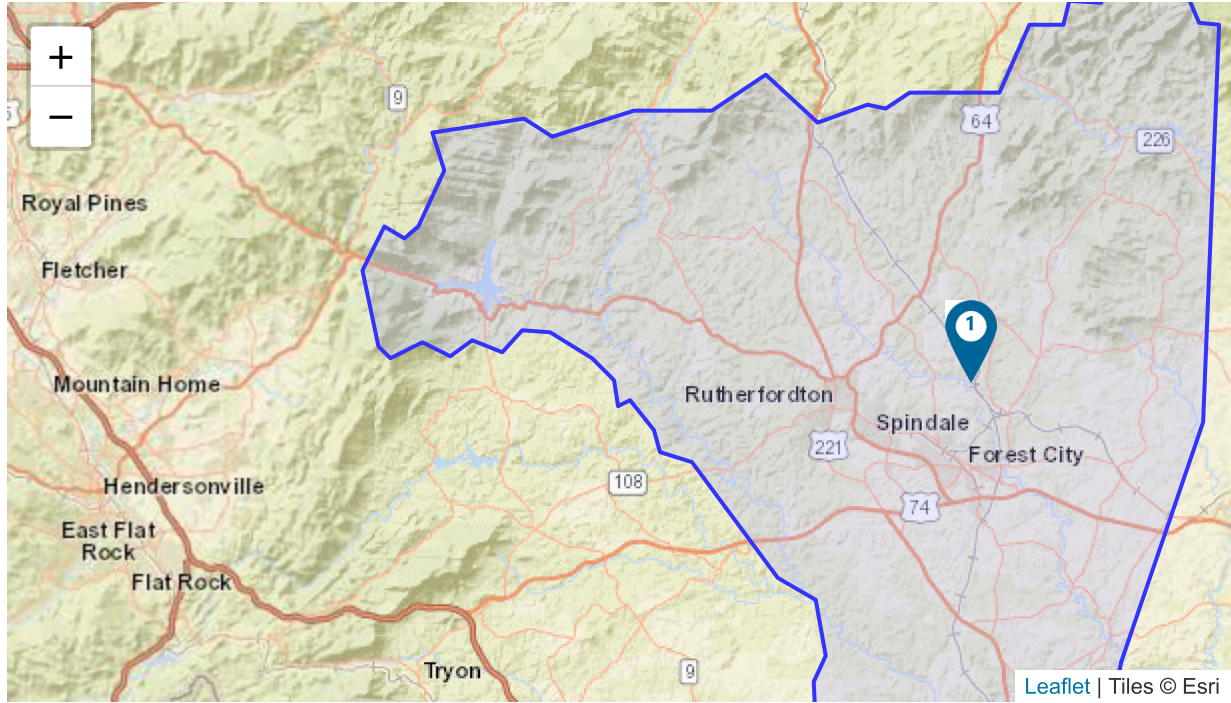 +
−
9
64
226
Royal Pines
Fletcher
1
Mountain Home
Rutherfordton
Spindale
221
Forest City
108
Hendersonville
74
East Flat
Rock
Flat Rock
Tryon
9
Leaflet | Tiles © Esri